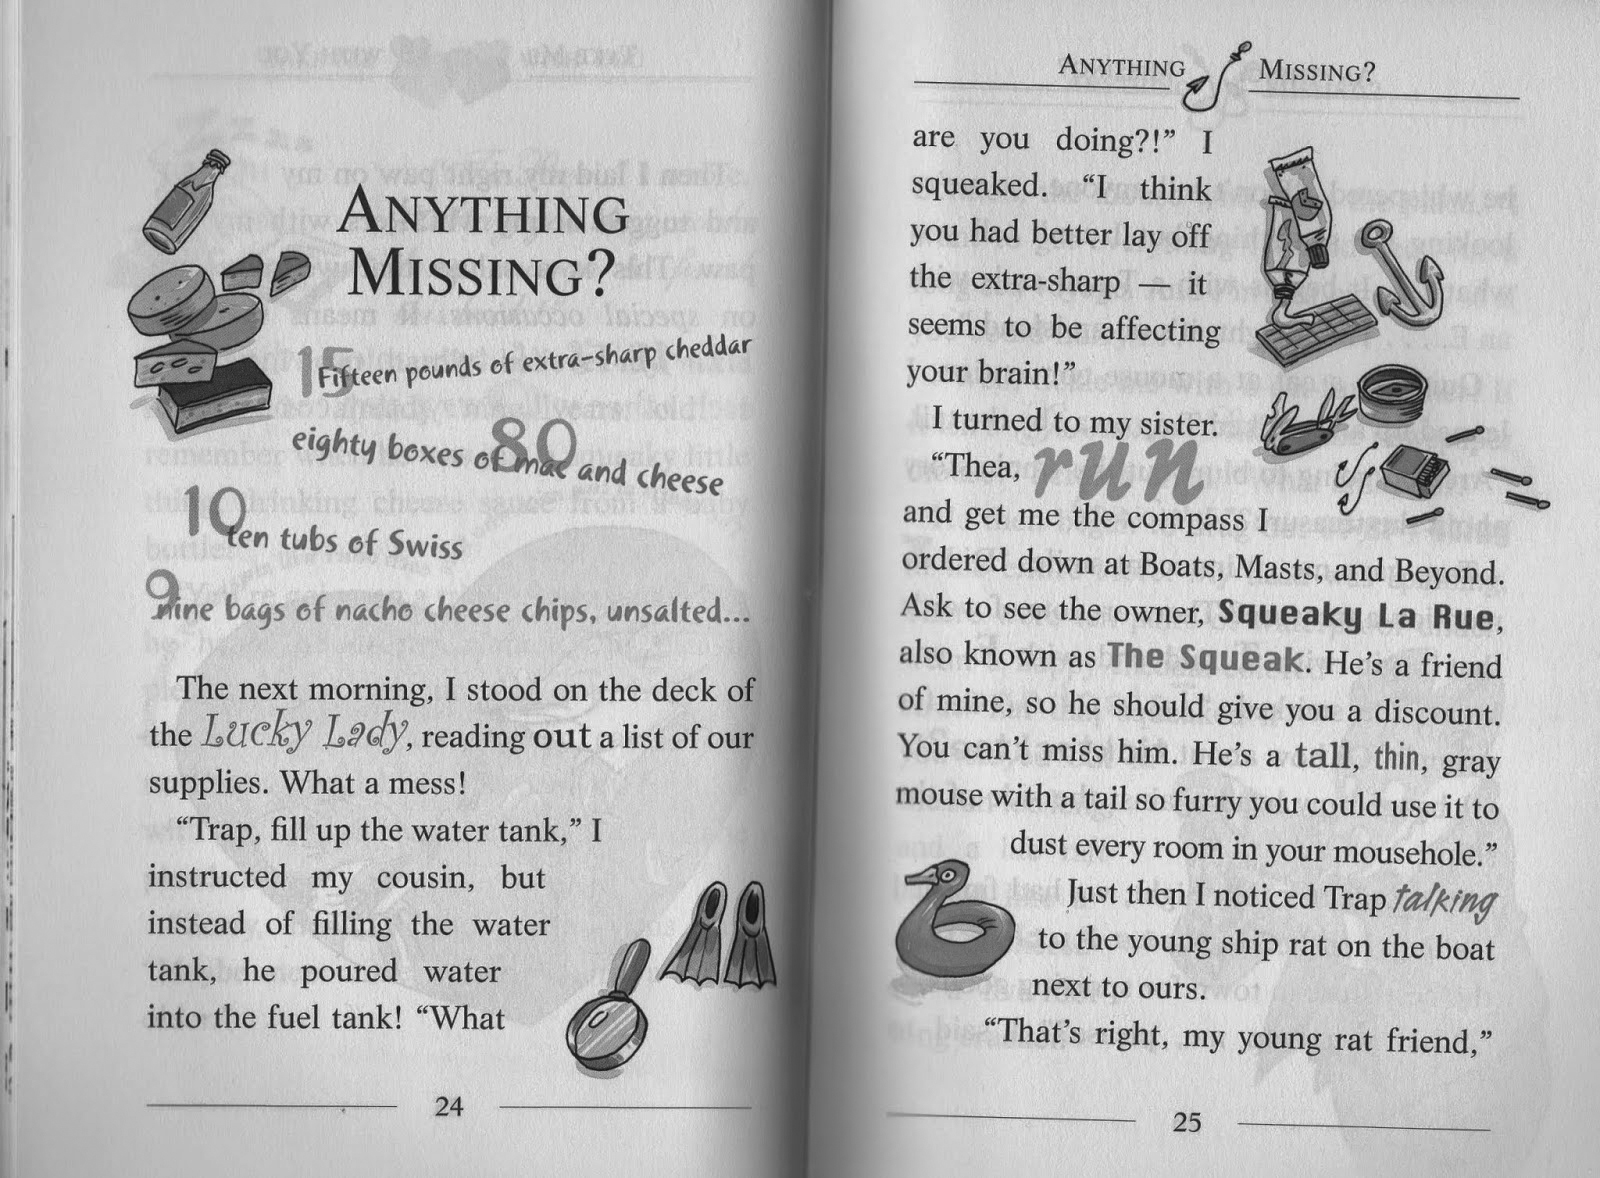 ANYTHING
MISSING?
15
Fifteen pounds of extra-sharp cheddar
80
eighty boxes of mac and cheese
10
ten tubs of Swiss
9
nine bags of nacho cheese chips, unsalted...
The next morning, I stood on the deck of
the Lucky Lady, reading out a list of our
supplies. What a mess!
“Trap, fill up the water tank,” I
instructed my cousin, but
instead of filling the water
tank, he poured water
into the fuel tank! “What
24
ANYTHING MISSING?
are you doing?!” I
squeaked. “I think
you had better lay off
the extra-sharp — it
seems to be affecting
your brain!”
I turned to my sister.
“Thea, run
and get me the compass I
ordered down at Boats, Masts, and Beyond.
Ask to see the owner, Squeaky La Rue,
also known as The Squeak. He’s a friend
of mine, so he should give you a discount.
You can’t miss him. He’s a tall, thin, gray
mouse with a tail so furry you could use it to
dust every room in your mousehole.”
Just then I noticed Trap talking
to the young ship rat on the boat
next to ours.
“That’s right, my young rat friend,”
25